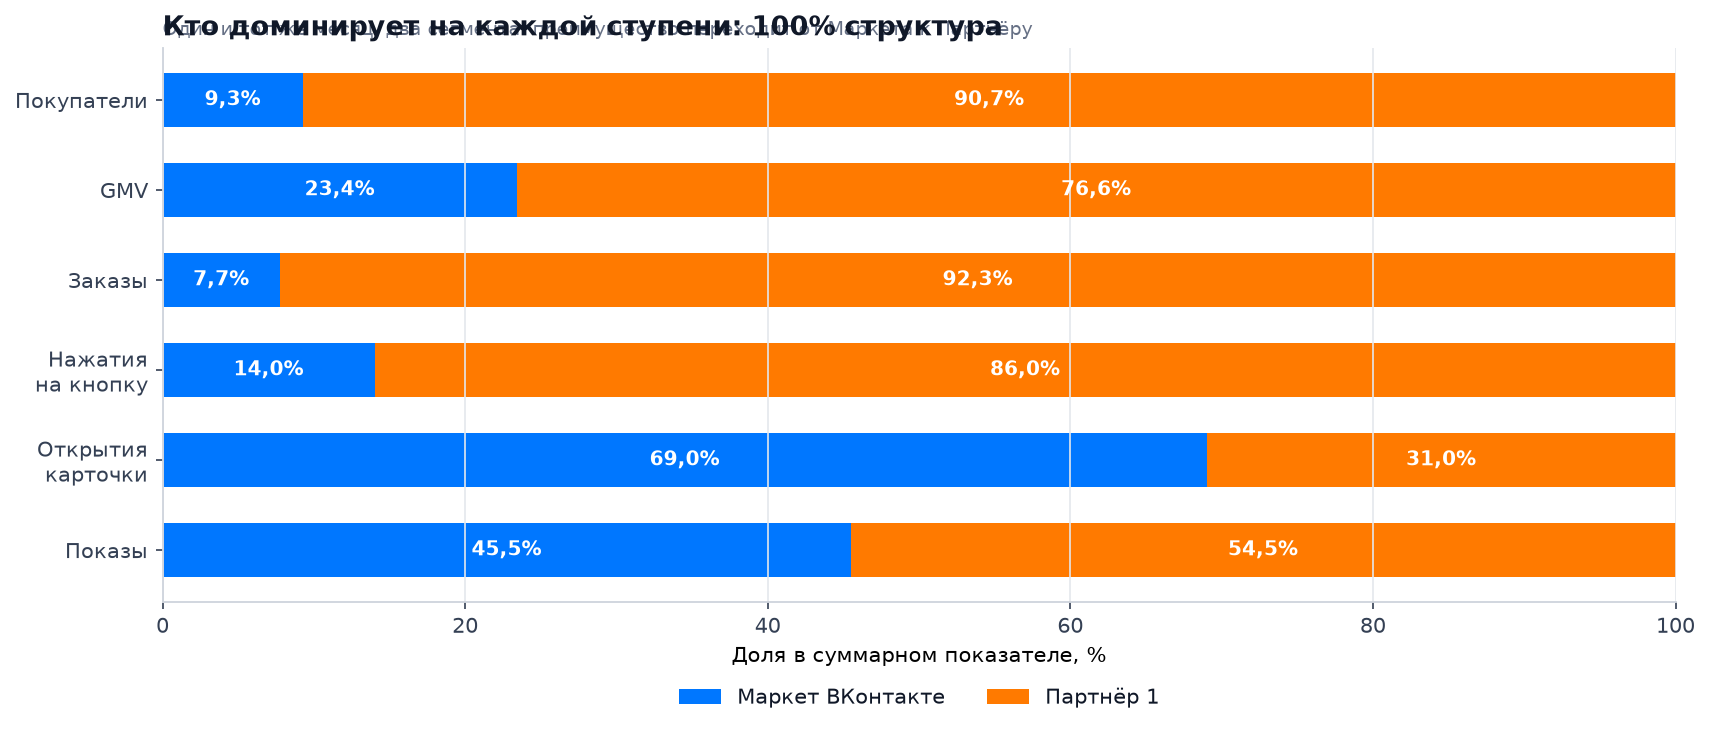 Кто доминирует на каждой ступени: 100% структура
Маркета Партнёру
Покупатели 9,3% 90,7%
GMV 23,4% 76,6%
Заказы 7,7% 92,3%
Нажатия
на кнопку 14,0% 86,0%
Открытия
карточки 69,0% 31,0%
Показы 45,5% 54,5%
0 20 40 60 80 100
Доля в суммарном показателе, %
Маркет ВКонтакте Партнёр 1